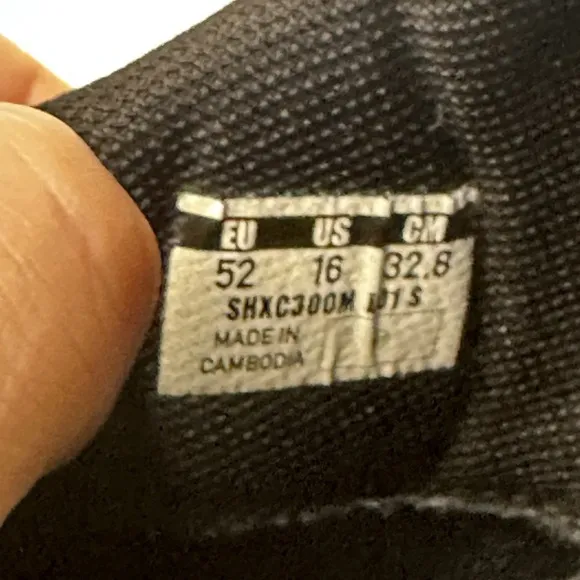 EU US CM
52 16 32.8
SHXC300M S
MADE IN
CAMBODIA